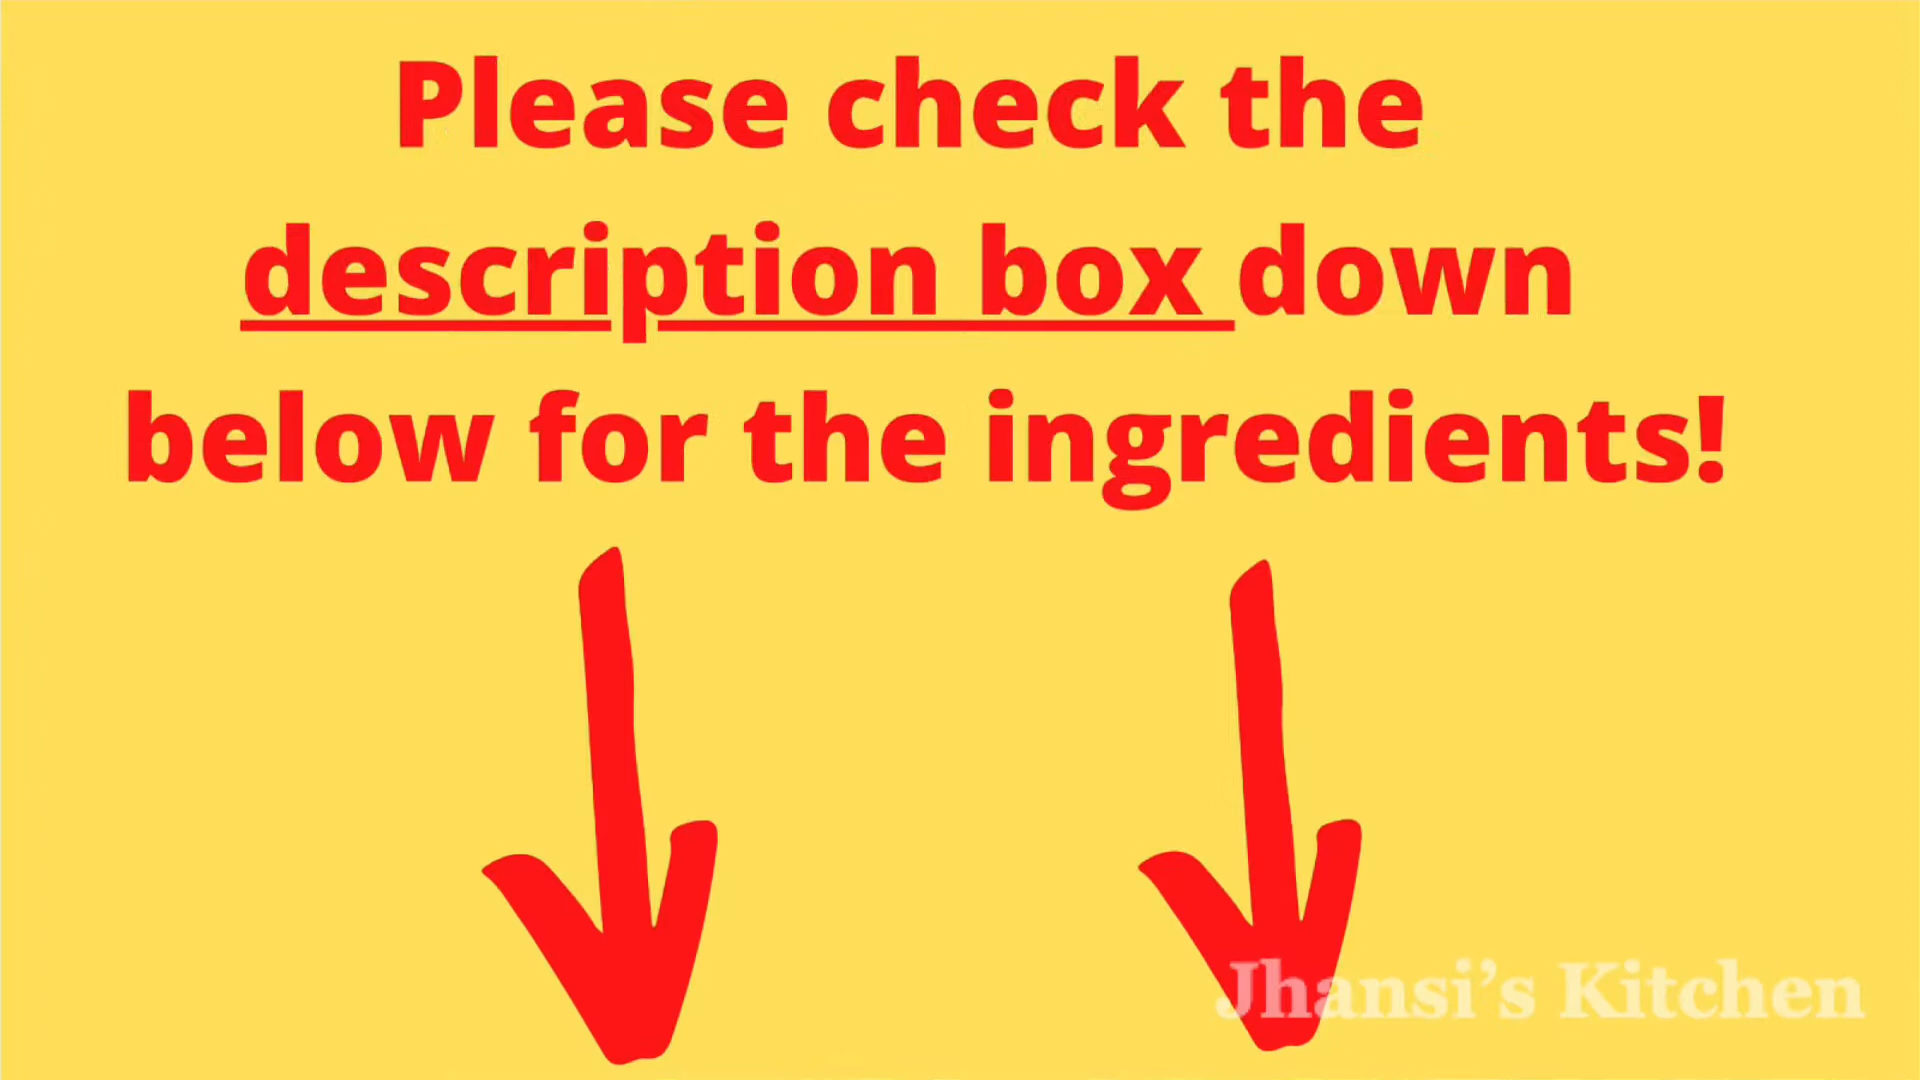 Please check the
description box down
below for the ingredients!
Jhansi's Kitchen